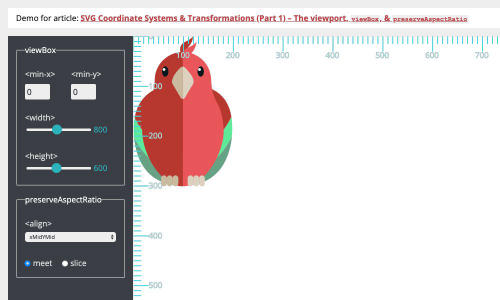 Demo for article: SVG Coordinate Systems & Transformations (Part 1) – The viewport, viewBox, & preserveAspectRatio
100 200 300 400 500 600 700
viewBox
<min-x> <min-y>
0 0
<width>
800
<height>
600
preserveAspectRatio
<align>
xMidYMid
meet slice
100
200
300
400
500